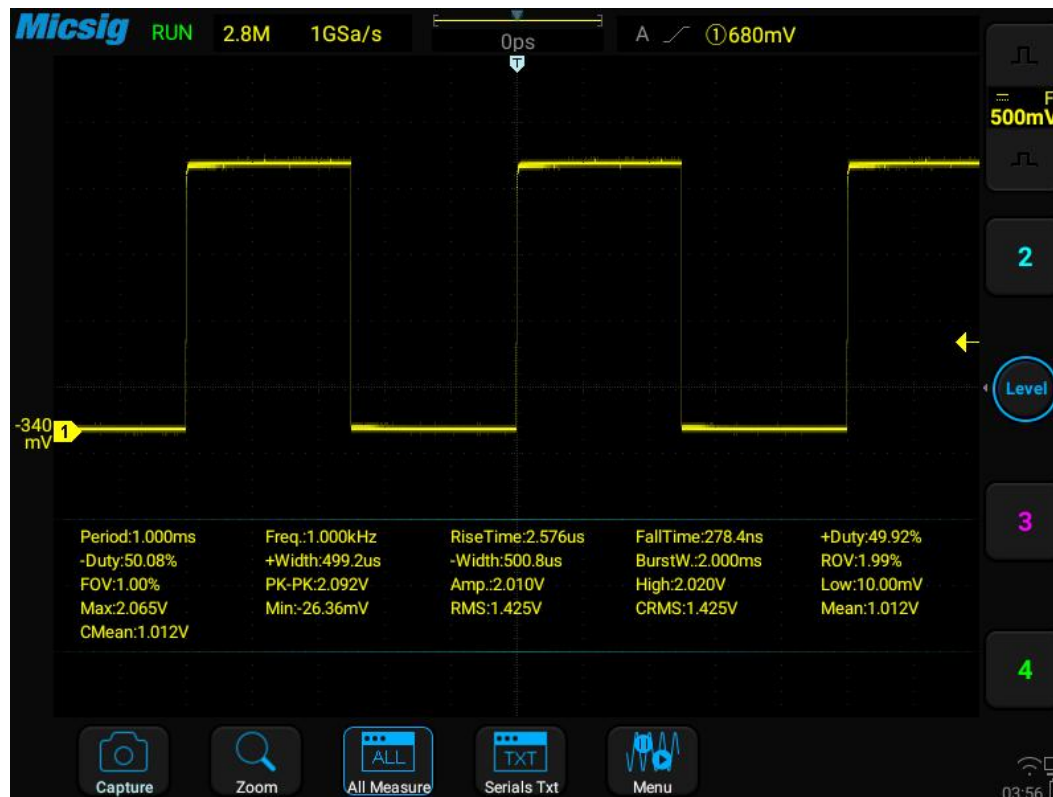 Micsig RUN 2.8M 1GSa/s 0ps A ①680mV
T
F
500mV
2
Level
-340 mV
1
3
Period:1.000ms Freq.:1.000kHz RiseTime:2.576us FallTime:278.4ns +Duty:49.92%
-Duty:50.08% +Width:499.2us -Width:500.8us BurstW.:2.000ms ROV:1.99%
FOV:1.00% PK-PK:2.092V Amp.:2.010V High:2.020V Low:10.00mV
Max:2.065V Min:-26.36mV RMS:1.425V CRMS:1.425V Mean:1.012V
CMean:1.012V
4
ALL TXT
Capture Zoom All Measure Serials Txt Menu
03:56